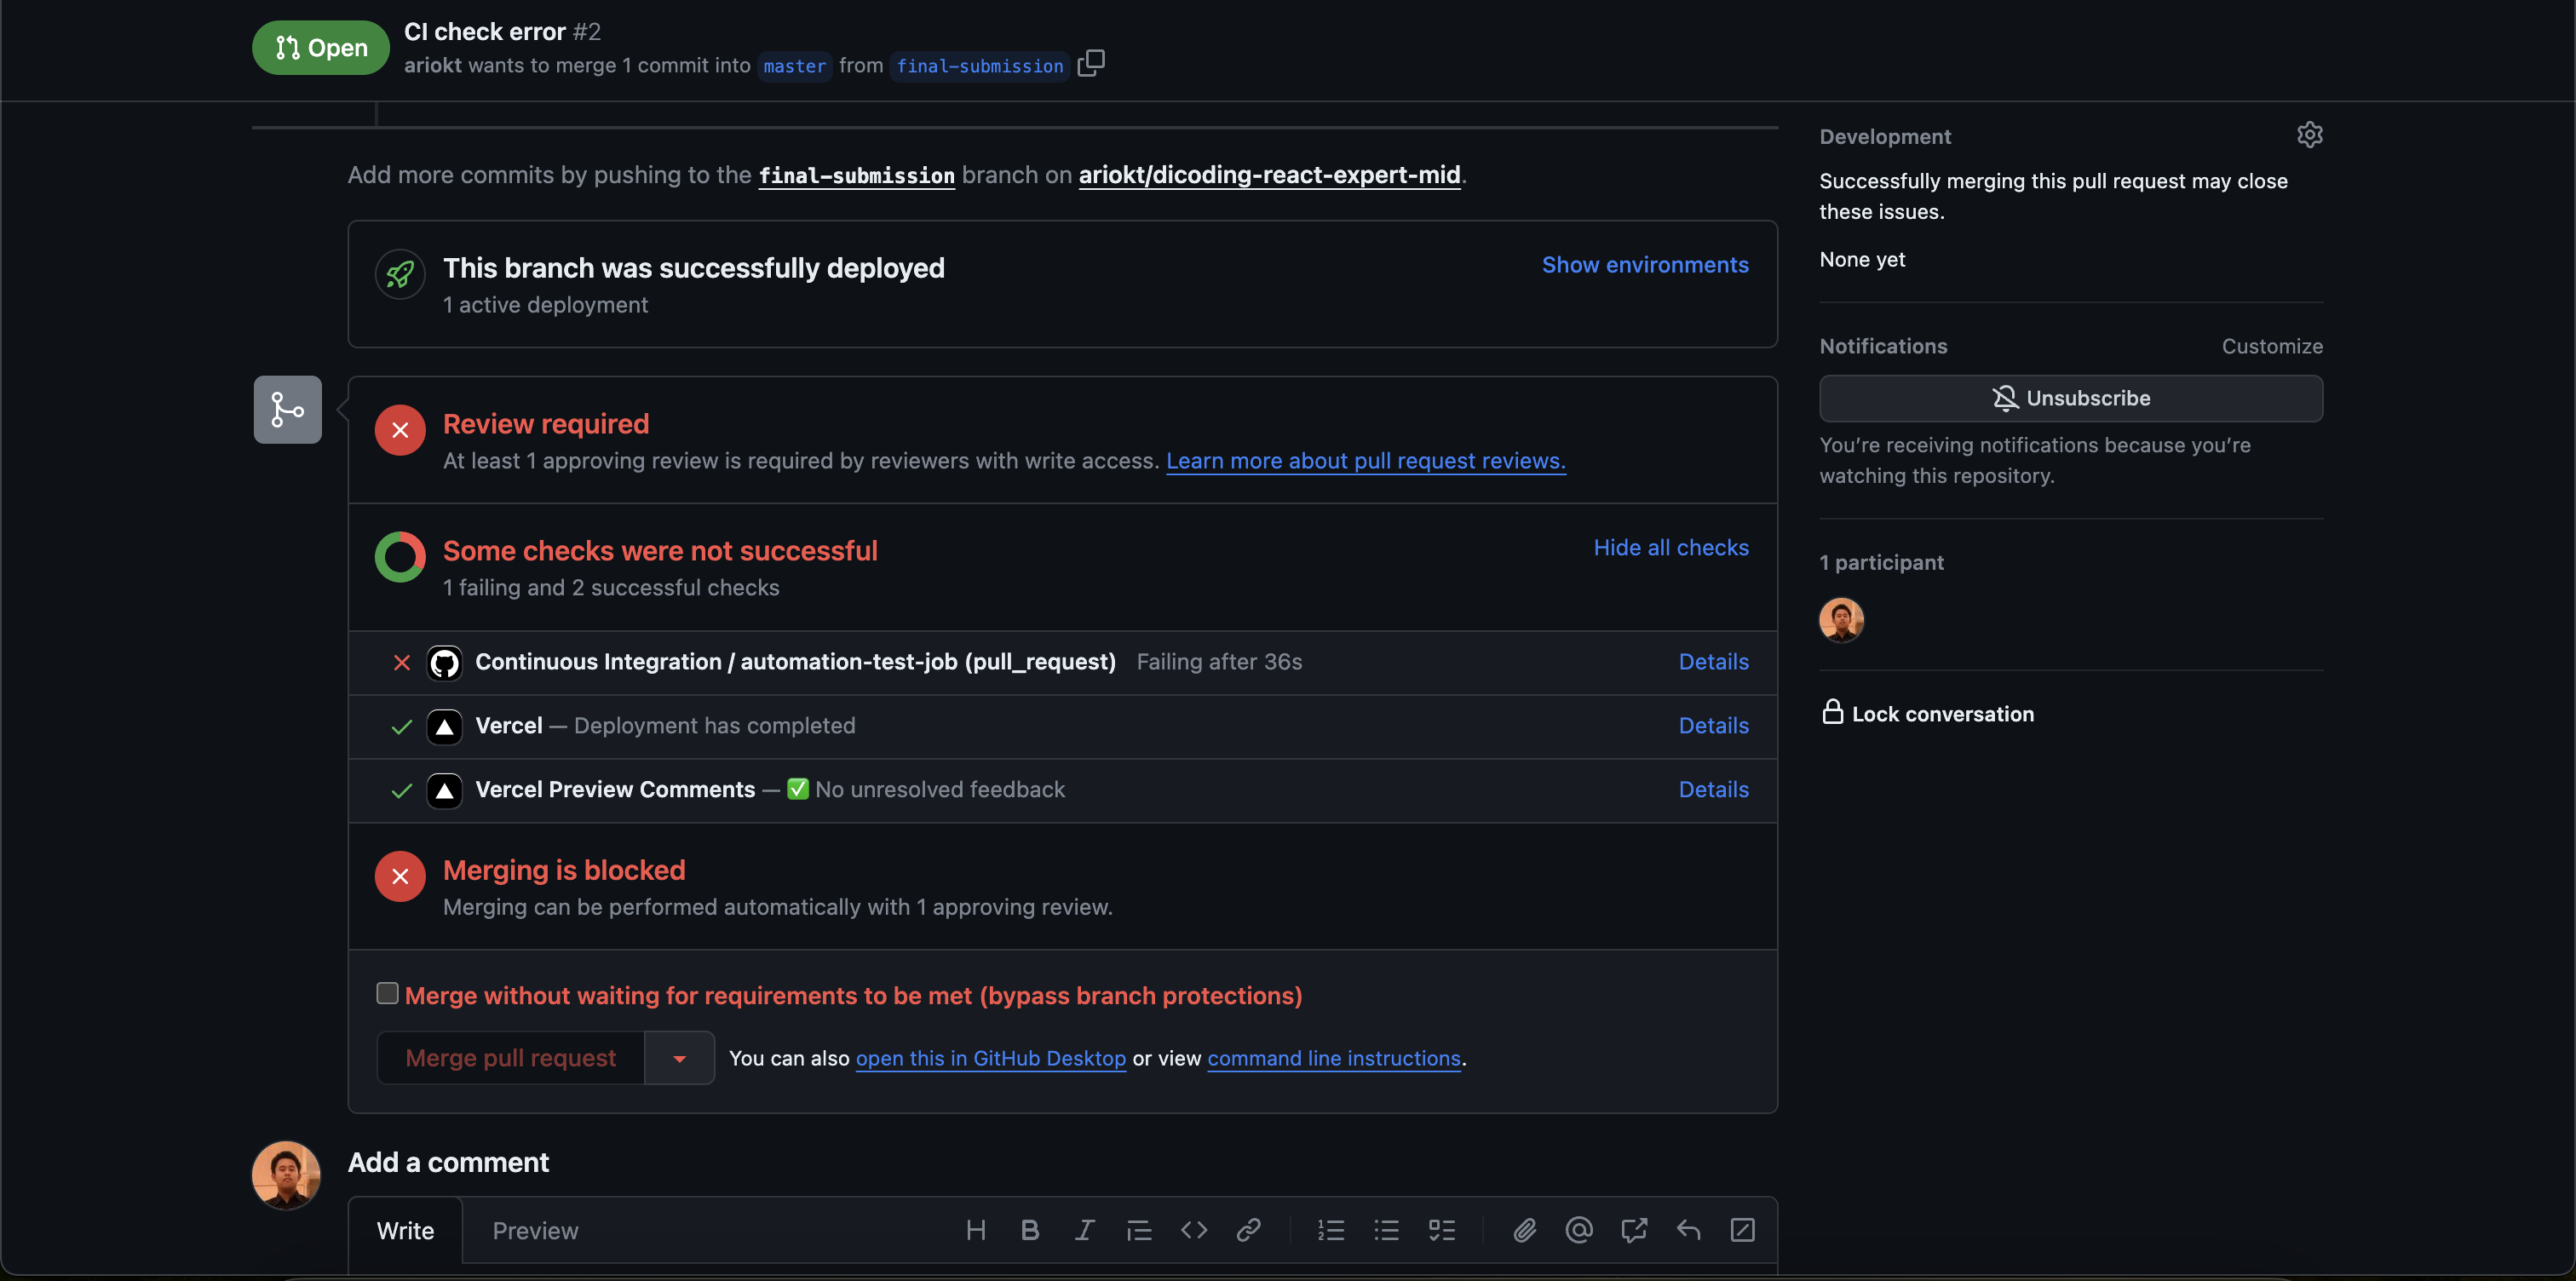 Open
CI check error #2
ariokt wants to merge 1 commit into master from final-submission
Add more commits by pushing to the final-submission branch on ariokt/dicoding-react-expert-mid.
This branch was successfully deployed
1 active deployment
Show environments
Review required
At least 1 approving review is required by reviewers with write access. Learn more about pull request reviews.
Some checks were not successful
1 failing and 2 successful checks
Hide all checks
Continuous Integration / automation-test-job (pull_request) Failing after 36s
Details
Vercel — Deployment has completed
Details
Vercel Preview Comments — ✅ No unresolved feedback
Details
Merging is blocked
Merging can be performed automatically with 1 approving review.
Merge without waiting for requirements to be met (bypass branch protections)
Merge pull request
You can also open this in GitHub Desktop or view command line instructions.
Add a comment
Write
Preview
Development
Successfully merging this pull request may close
these issues.
None yet
Notifications
Customize
Unsubscribe
You’re receiving notifications because you’re
watching this repository.
1 participant
Lock conversation